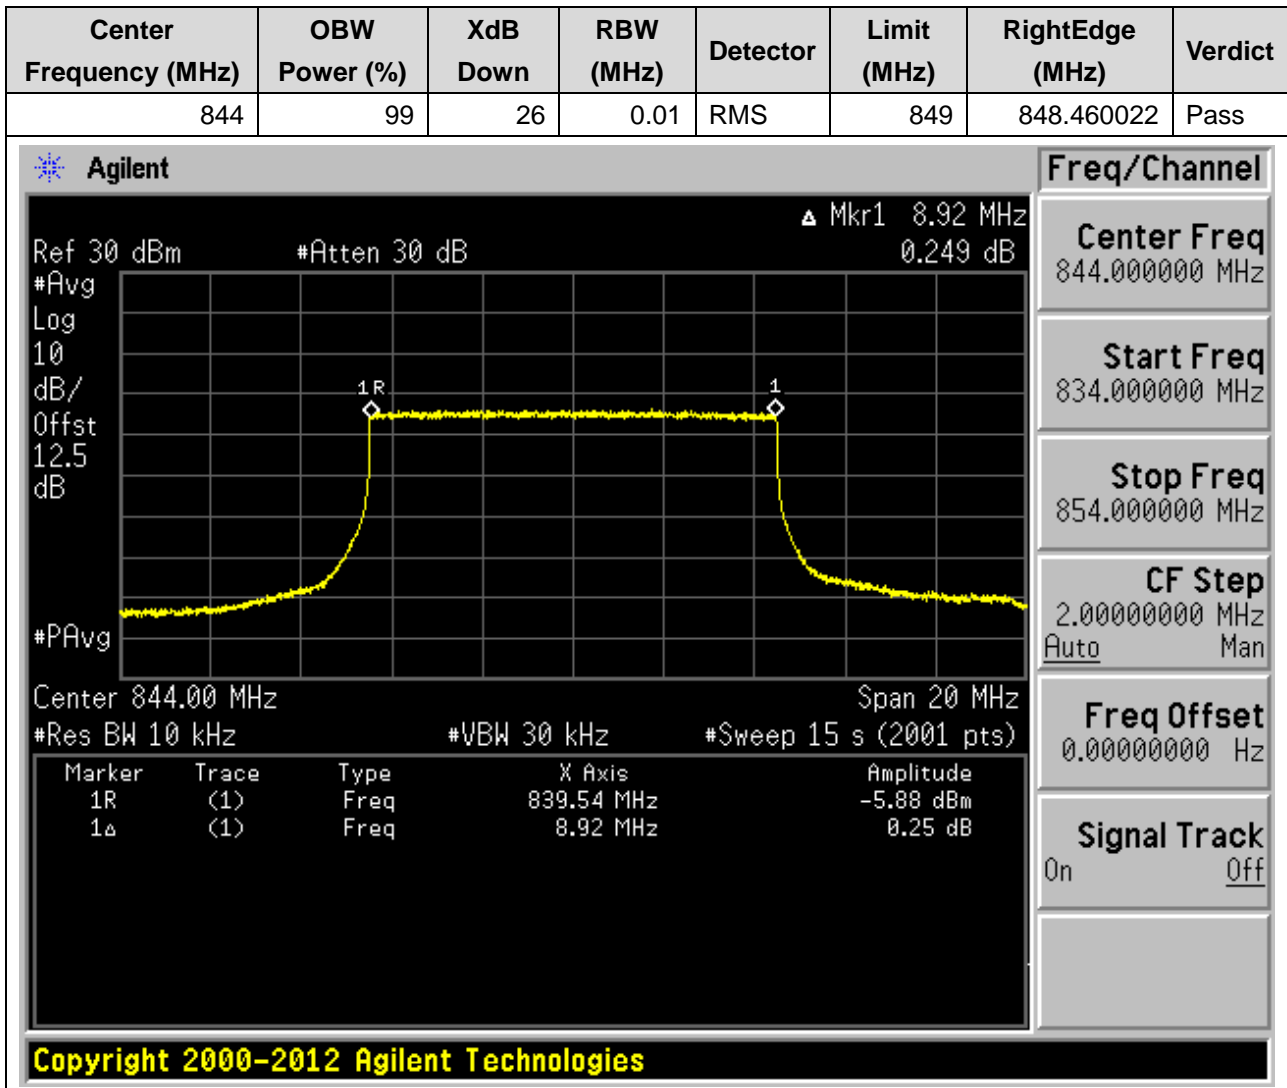 Center Frequency (MHz) OBW Power (%) XdB Down RBW (MHz) Detector Limit (MHz) RightEdge (MHz) Verdict
844 99 26 0.01 RMS 849 848.460022 Pass
Agilent
Freq/Channel
Δ Mkr1 8.92 MHz
Ref 30 dBm #Atten 30 dB 0.249 dB
#Avg
Log
10
dB/
Offst
12.5
dB
1R 1
#PAvg
Center 844.00 MHz Span 20 MHz
#Res BW 10 kHz #VBW 30 kHz #Sweep 15 s (2001 pts)
Marker Trace Type X Axis Amplitude
1R (1) Freq 839.54 MHz -5.88 dBm
1Δ (1) Freq 8.92 MHz 0.25 dB
Center Freq
844.000000 MHz
Start Freq
834.000000 MHz
Stop Freq
854.000000 MHz
CF Step
2.00000000 MHz
Auto Man
Freq Offset
0.00000000 Hz
Signal Track
On Off
Copyright 2000-2012 Agilent Technologies